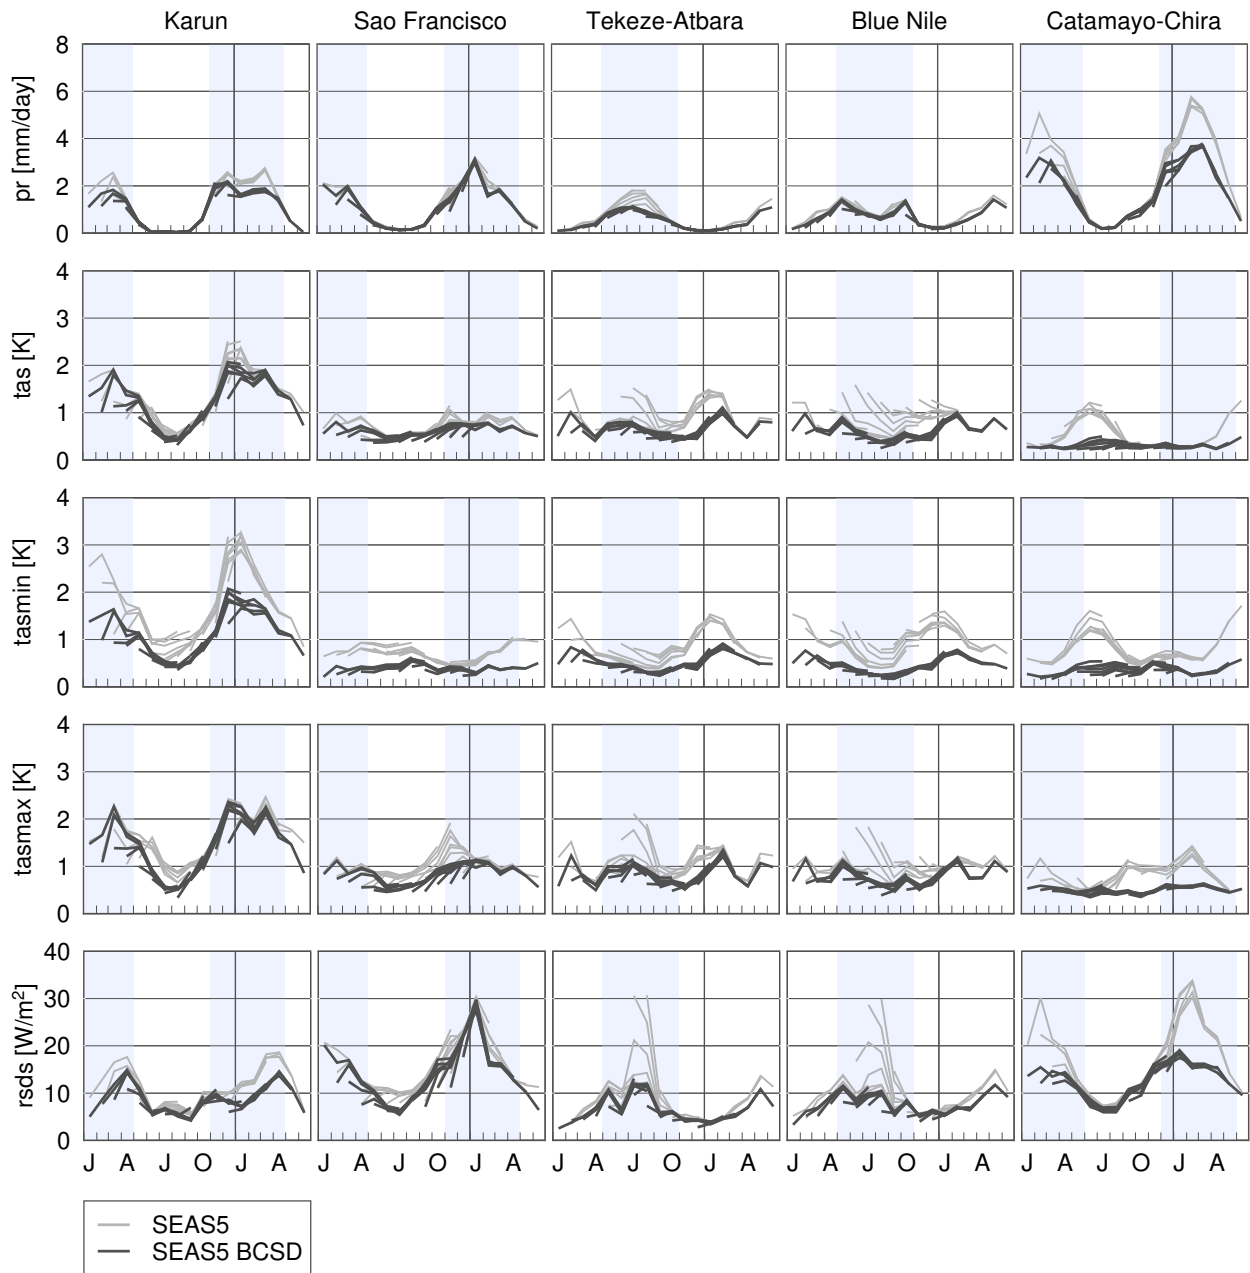 Karun Sao Francisco Tekeze-Atbara Blue Nile Catamayo-Chira
8
6
4
2
0
pr [mm/day]
4
3
2
1
0
tas [K]
4
3
2
1
0
tasmin [K]
4
3
2
1
0
tasmax [K]
40
30
20
10
0
rsds [W/m²]
J A J O J A J A J O J A J A J O J A J A J O J A J A J O J A
SEAS5
SEAS5 BCSD